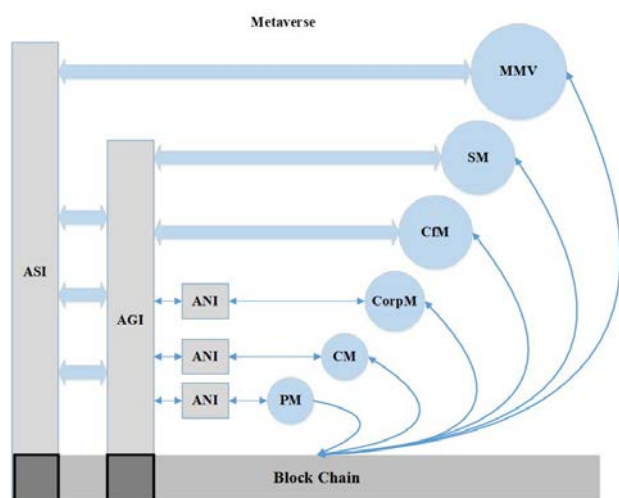 Metaverse
MMV
SM
CfM
ASI
AGI
ANI
CorpM
ANI
CM
ANI
PM
Block Chain